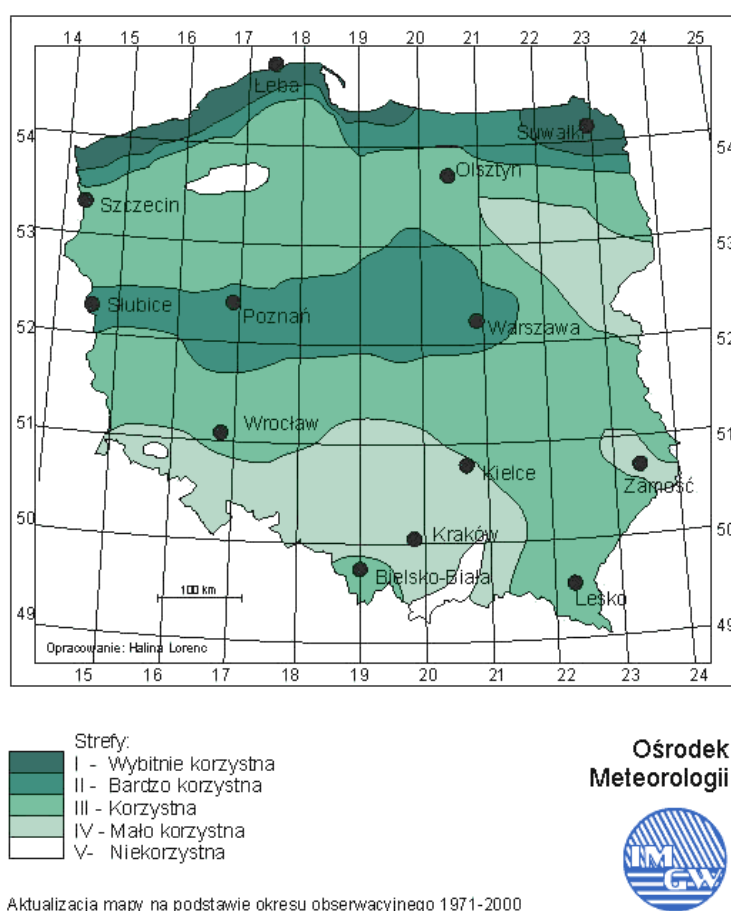 14 15 16 17 18 19 20 21 22 23 24 25
Łeba
54
Suwałki
54
Olsztyn
Szczecin
53
53
Słubice
Poznań
52
Warszawa
52
51
Wrocław
51
Kielce
Zamość
50
Kraków
50
Bielsko-Biała
100 km
Lesko
49
49
Opracowanie: Halina Lorenc
15 16 17 18 19 20 21 22 23 24
Strefy:
I - Wybitnie korzystna
II - Bardzo korzystna
III - Korzystna
IV - Mało korzystna
V- Niekorzystna
Ośrodek
Meteorologii
IM
GW
Aktualizacja mapy na podstawie okresu obserwacyjnego 1971-2000